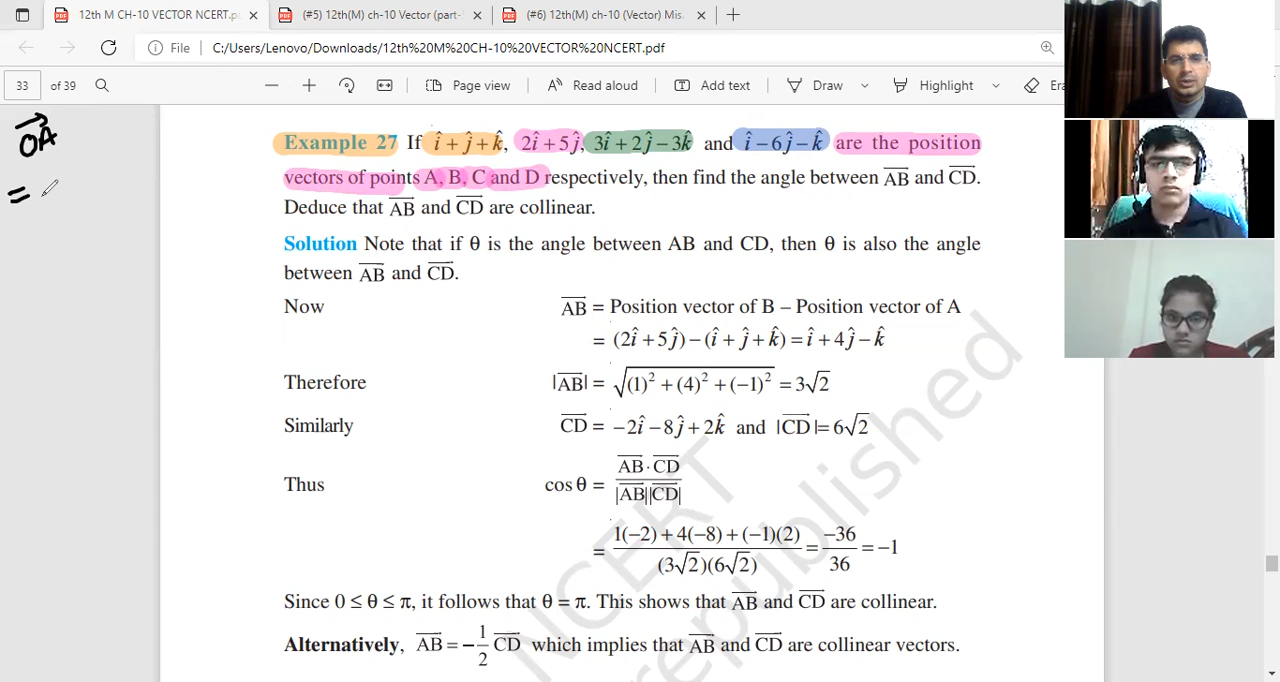 12th M CH-10 VECTOR NCERT.p
(#5) 12th(M) ch-10 Vector (part-
(#6) 12th(M) ch-10 (Vector) Mis.
File C:/Users/Lenovo/Downloads/12th%20M%20CH-10%20VECTOR%20NCERT.pdf
33 of 39 Page view Read aloud Add text Draw Highlight Era
OA⃗
=
Example 27 If î + ĵ + k̂, 2î + 5ĵ, 3î + 2ĵ – 3k̂ and î – 6ĵ – k̂ are the position
vectors of points A, B, C and D respectively, then find the angle between AB̅ and CD̅.
Deduce that AB̅ and CD̅ are collinear.
Solution Note that if θ is the angle between AB and CD, then θ is also the angle
between AB̅ and CD̅.
Now AB̅ = Position vector of B – Position vector of A
= (2î + 5ĵ) – (î + ĵ + k̂) = î + 4ĵ – k̂
Therefore |AB̅| = √((1)² + (4)² + (–1)²) = 3√2
Similarly CD̅ = –2î – 8ĵ + 2k̂ and |CD̅| = 6√2
Thus cos θ = AB̅ · CD̅ / |AB̅||CD̅|
= 1(–2) + 4(–8) + (–1)(2) / (3√2)(6√2) = –36 / 36 = –1
Since 0 ≤ θ ≤ π, it follows that θ = π. This shows that AB̅ and CD̅ are collinear.
Alternatively, AB̅ = – 1/2 CD̅ which implies that AB̅ and CD̅ are collinear vectors.
NCERT
republished